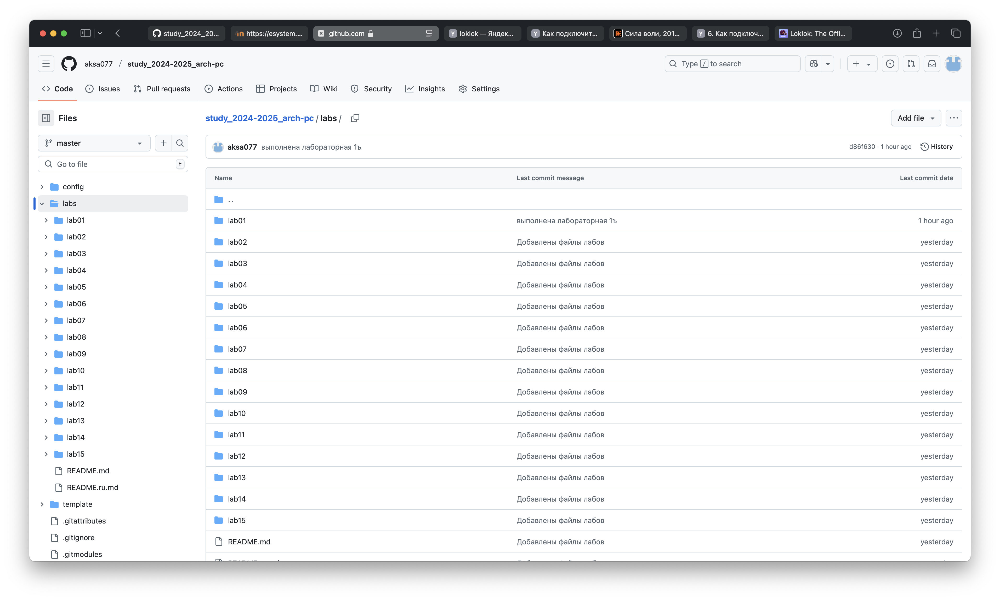 study_2024_20...
https://esystem....
github.com
loklok — Яндек...
Как подключит...
Сила воли, 201...
6. Как подключ...
Loklok: The Offi...
aksa077 / study_2024-2025_arch-pc
Type / to search
Code
Issues
Pull requests
Actions
Projects
Wiki
Security
Insights
Settings
Files
master
Go to file
t
config
labs
lab01
lab02
lab03
lab04
lab05
lab06
lab07
lab08
lab09
lab10
lab11
lab12
lab13
lab14
lab15
README.md
README.ru.md
template
.gitattributes
.gitignore
.gitmodules
study_2024-2025_arch-pc / labs /
Add file
aksa077 выполнена лабораторная 1ъ
d86f630 · 1 hour ago
History
Name Last commit message Last commit date
..
lab01 выполнена лабораторная 1ъ 1 hour ago
lab02 Добавлены файлы лабов yesterday
lab03 Добавлены файлы лабов yesterday
lab04 Добавлены файлы лабов yesterday
lab05 Добавлены файлы лабов yesterday
lab06 Добавлены файлы лабов yesterday
lab07 Добавлены файлы лабов yesterday
lab08 Добавлены файлы лабов yesterday
lab09 Добавлены файлы лабов yesterday
lab10 Добавлены файлы лабов yesterday
lab11 Добавлены файлы лабов yesterday
lab12 Добавлены файлы лабов yesterday
lab13 Добавлены файлы лабов yesterday
lab14 Добавлены файлы лабов yesterday
lab15 Добавлены файлы лабов yesterday
README.md Добавлены файлы лабов yesterday